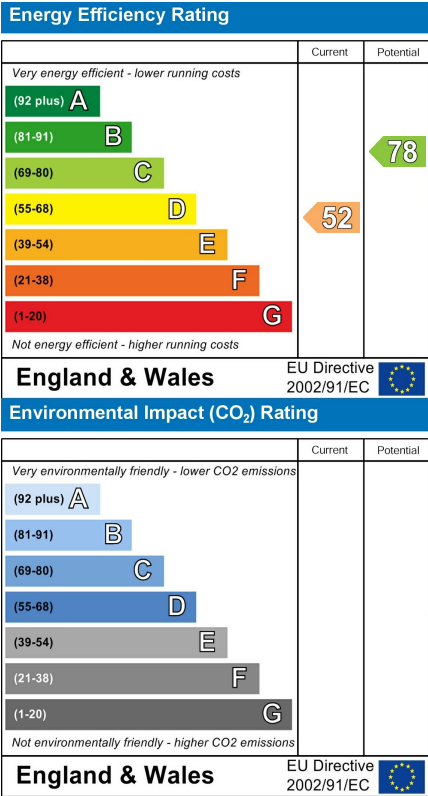 Energy Efficiency Rating
Current Potential
Very energy efficient - lower running costs
(92 plus) A
(81-91) B
78
(69-80) C
(55-68) D
52
(39-54) E
(21-38) F
(1-20) G
Not energy efficient - higher running costs
England & Wales
EU Directive
2002/91/EC
Environmental Impact (CO₂) Rating
Current Potential
Very environmentally friendly - lower CO2 emissions
(92 plus) A
(81-91) B
(69-80) C
(55-68) D
(39-54) E
(21-38) F
(1-20) G
Not environmentally friendly - higher CO2 emissions
England & Wales
EU Directive
2002/91/EC